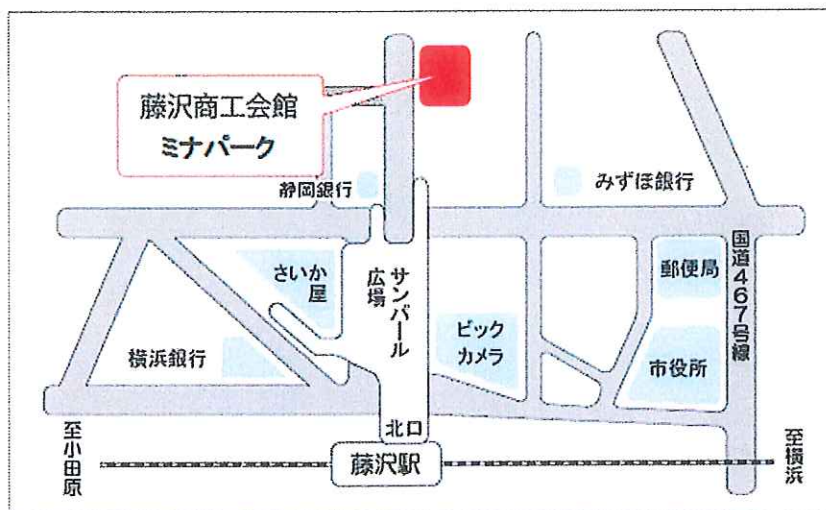 藤沢商工会館
ミナパーク
静岡銀行
みずほ銀行
さいか
屋
サンパール
広場
ビック
カメラ
郵便局
国道467号線
横浜銀行
市役所
北口
至小田原
藤沢駅
至横浜